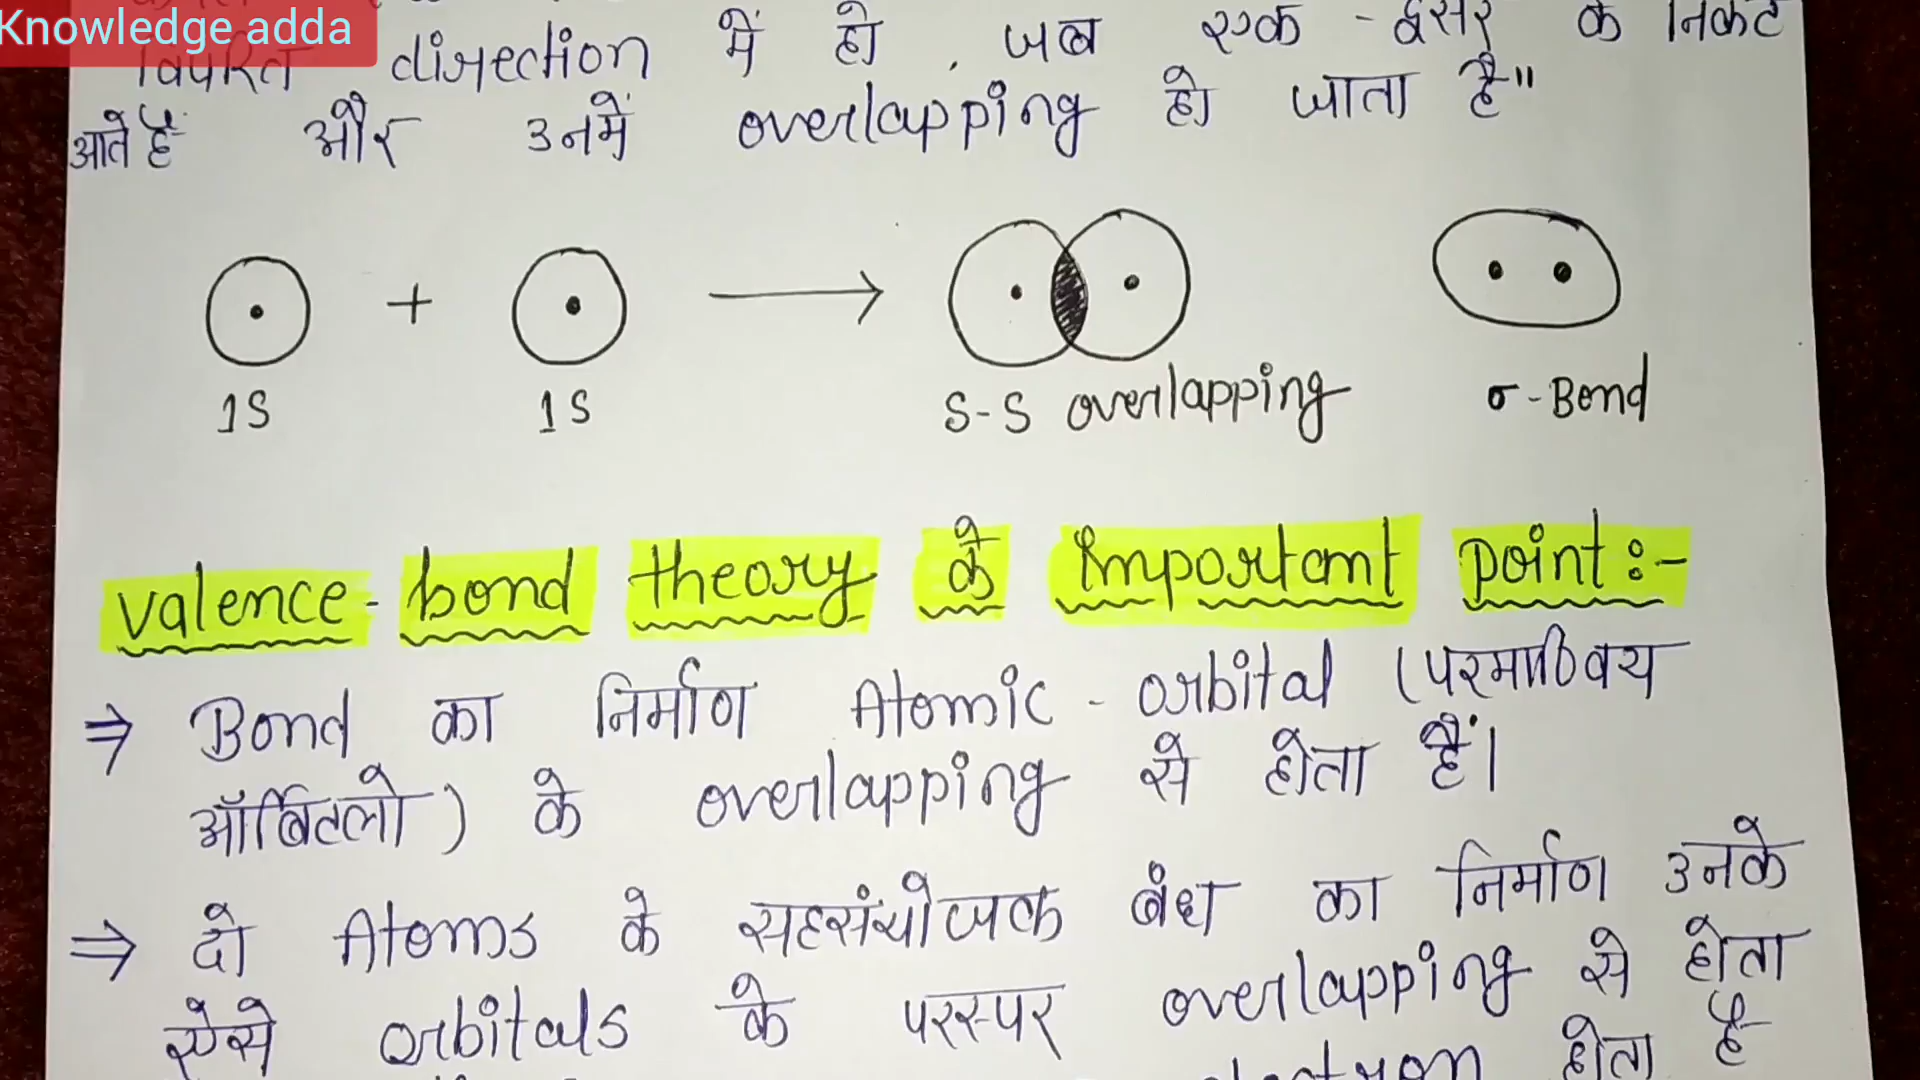 Knowledge adda
विपरित direction में हो , जब एक - दूसरे के निकट
आते हैं और उनमें overlapping हो जाता है"
+
1S 1S S-S overlapping σ-Bond
valence-bond theory के Important point :-
⇒ Bond का निर्माण Atomic-orbital (परमाण्विय
ऑर्बिटलो) के overlapping से होता हैं।
⇒ दो Atoms के सहसंयोजक बंध का निर्माण उनके
ऐसे orbitals के परस्पर overlapping से होता
होता है